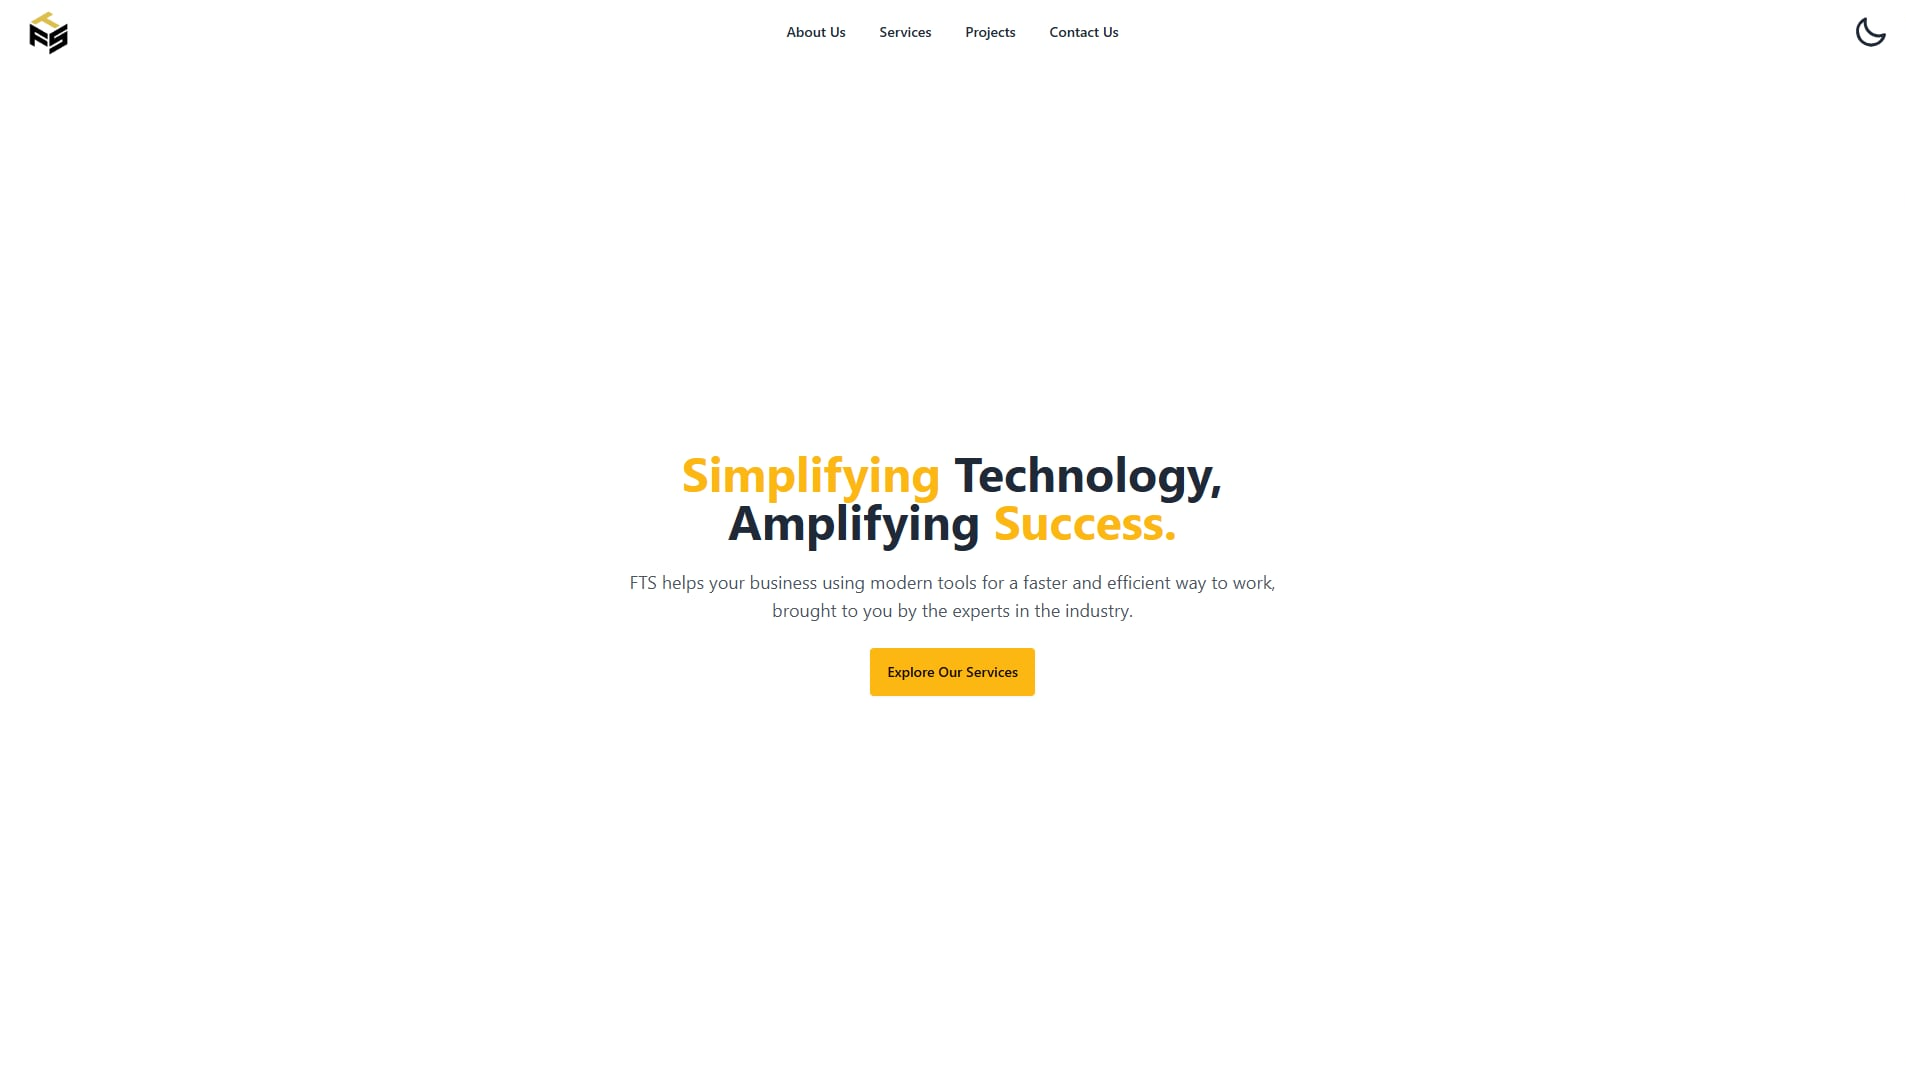 FTS
About Us
Services
Projects
Contact Us
Simplifying Technology,
Amplifying Success.
FTS helps your business using modern tools for a faster and efficient way to work,
brought to you by the experts in the industry.
Explore Our Services